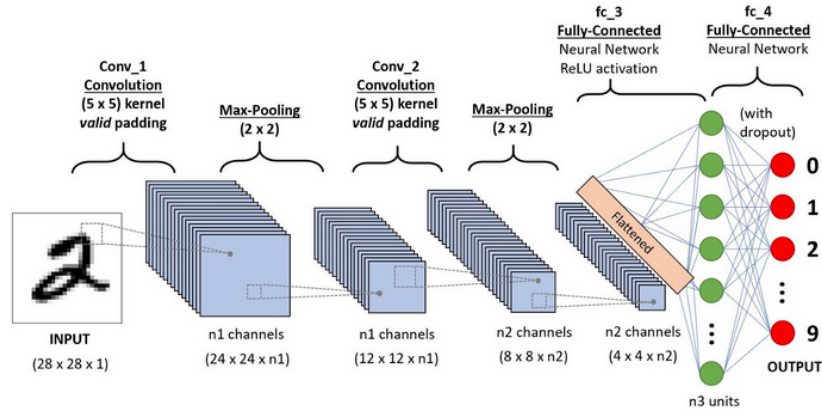 fc_3
Fully-Connected
Neural Network
ReLU activation
fc_4
Fully-Connected
Neural Network
Conv_1
Convolution
(5 x 5) kernel
valid padding
Max-Pooling
(2 x 2)
Conv_2
Convolution
(5 x 5) kernel
valid padding
Max-Pooling
(2 x 2)
(with
dropout)
Flattened
0
1
2
9
INPUT
(28 x 28 x 1)
n1 channels
(24 x 24 x n1)
n1 channels
(12 x 12 x n1)
n2 channels
(8 x 8 x n2)
n2 channels
(4 x 4 x n2)
OUTPUT
n3 units